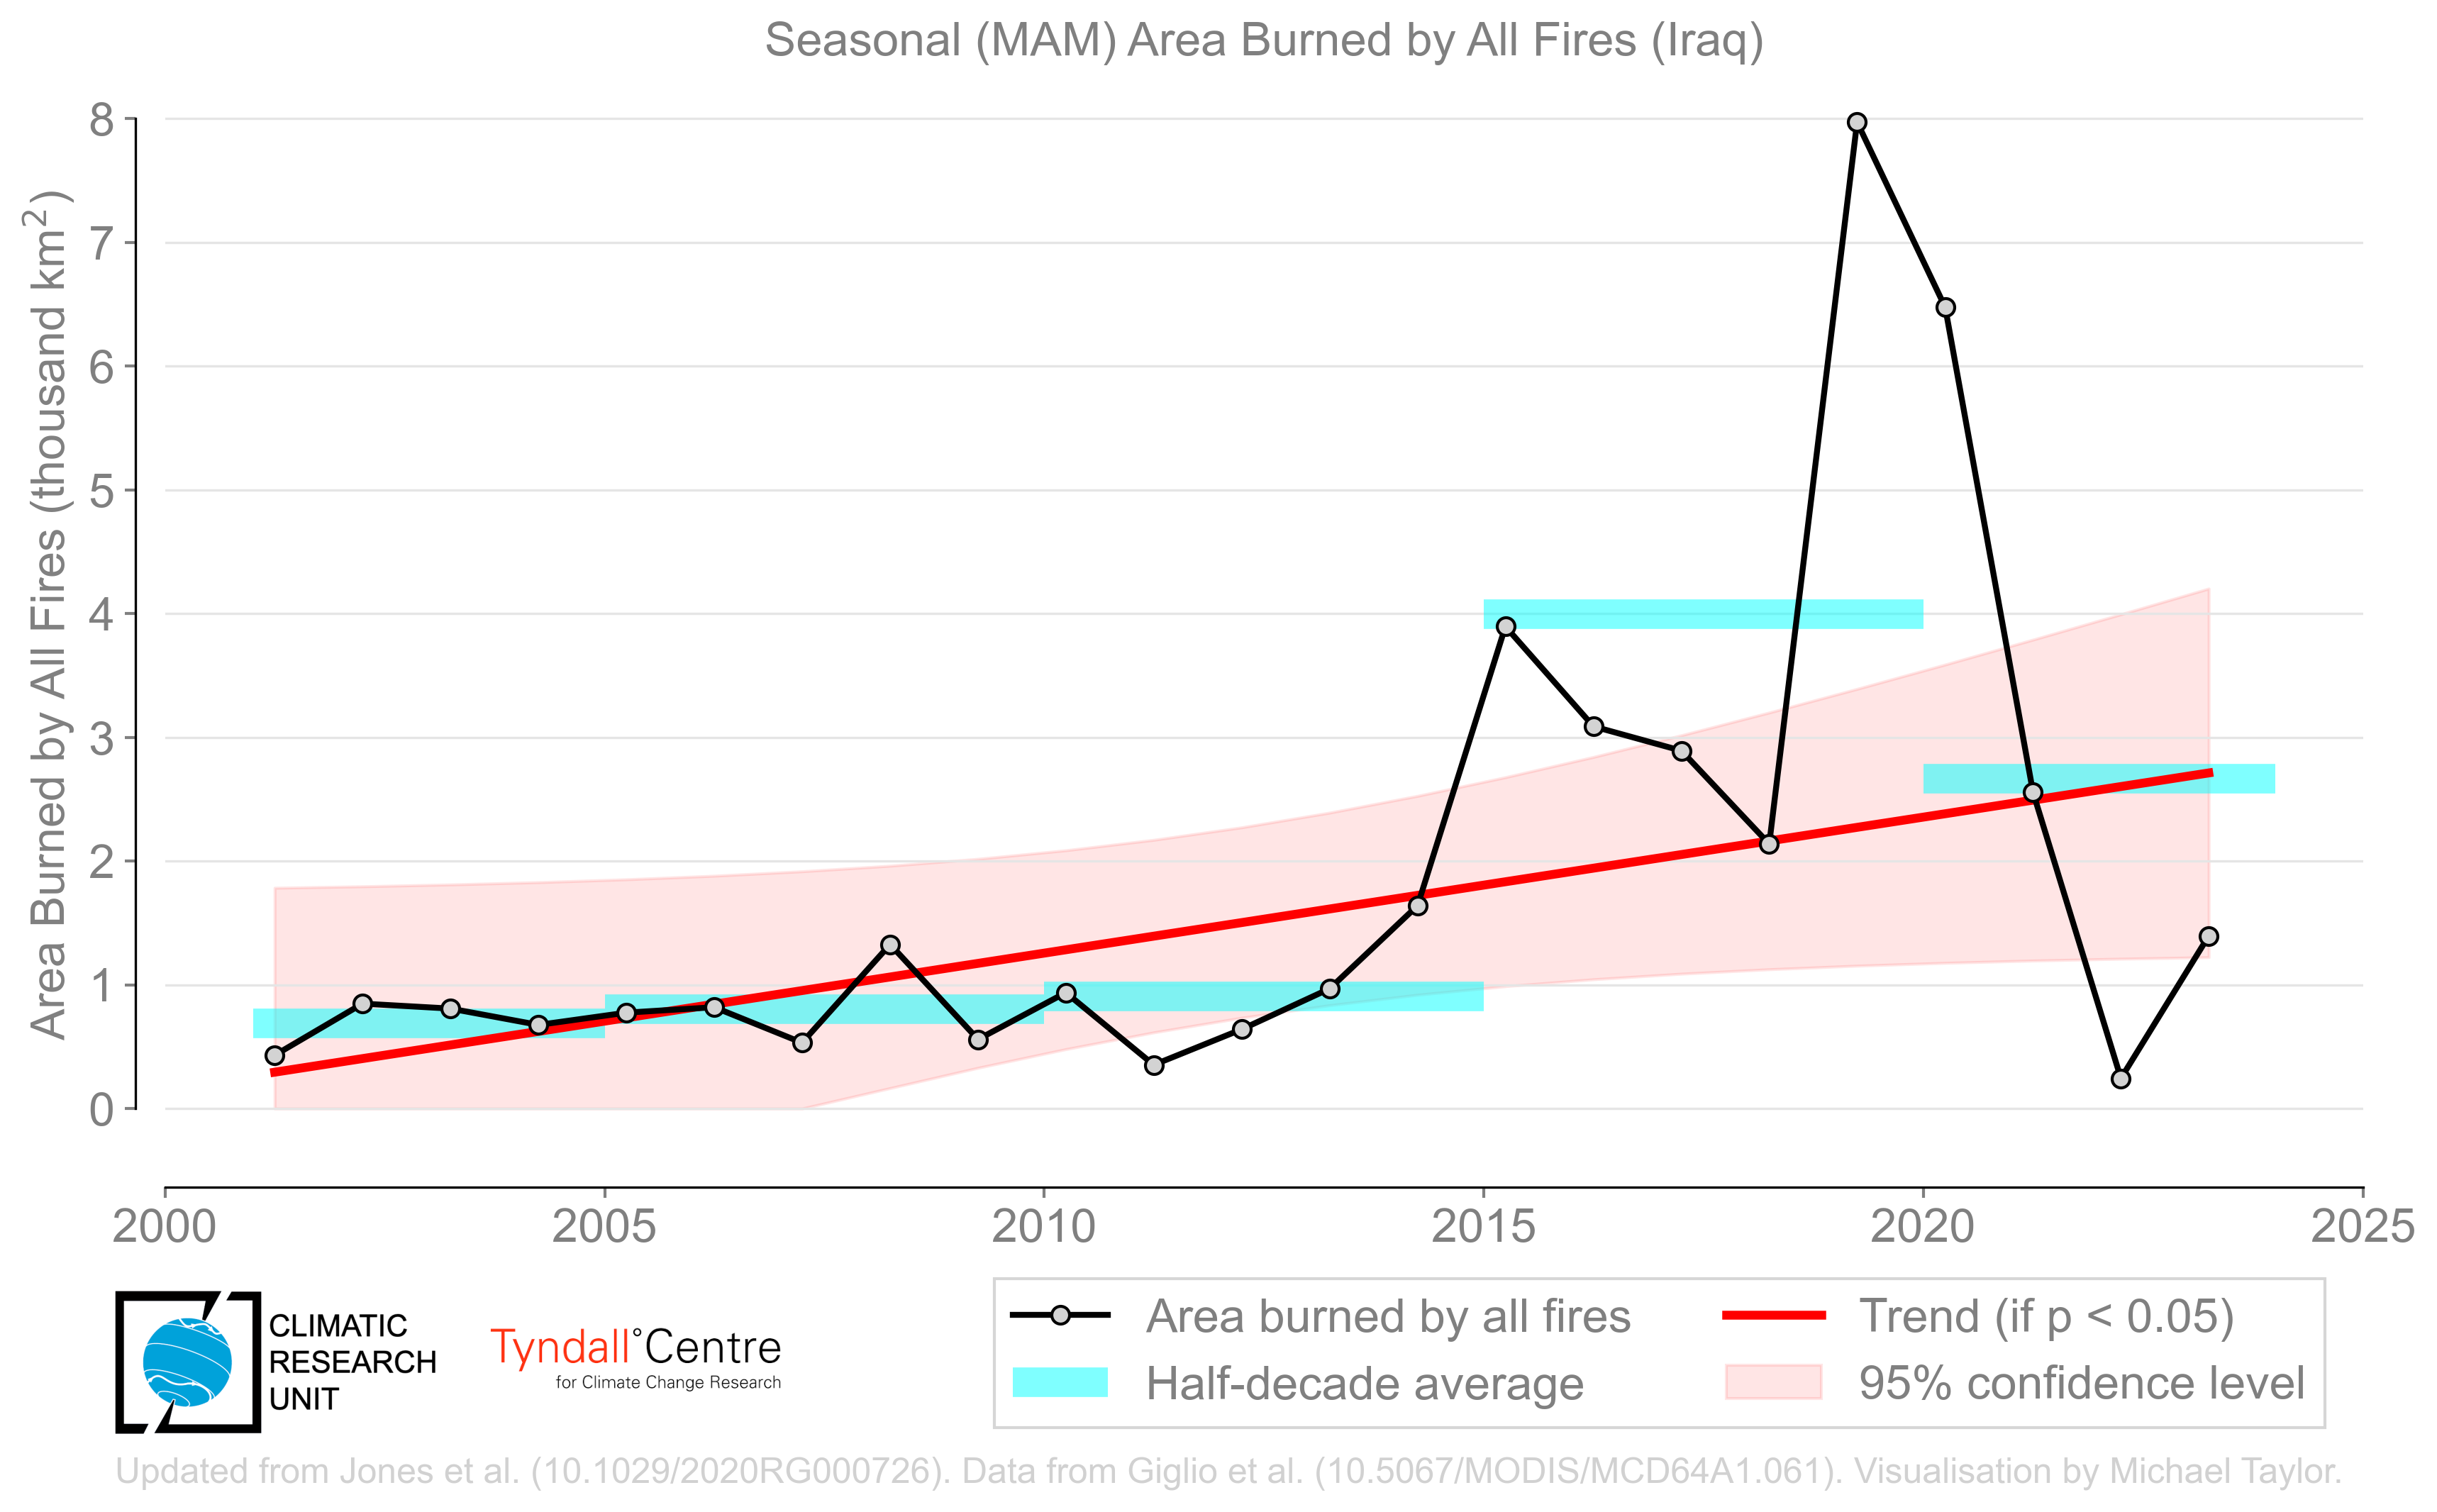 Seasonal (MAM) Area Burned by All Fires (Iraq)
Area Burned by All Fires (thousand km²)
8
7
6
5
4
3
2
1
0
2000 2005 2010 2015 2020 2025
CLIMATIC
RESEARCH
UNIT
Tyndall°Centre
for Climate Change Research
Area burned by all fires
Half-decade average
Trend (if p < 0.05)
95% confidence level
Updated from Jones et al. (10.1029/2020RG000726). Data from Giglio et al. (10.5067/MODIS/MCD64A1.061). Visualisation by Michael Taylor.